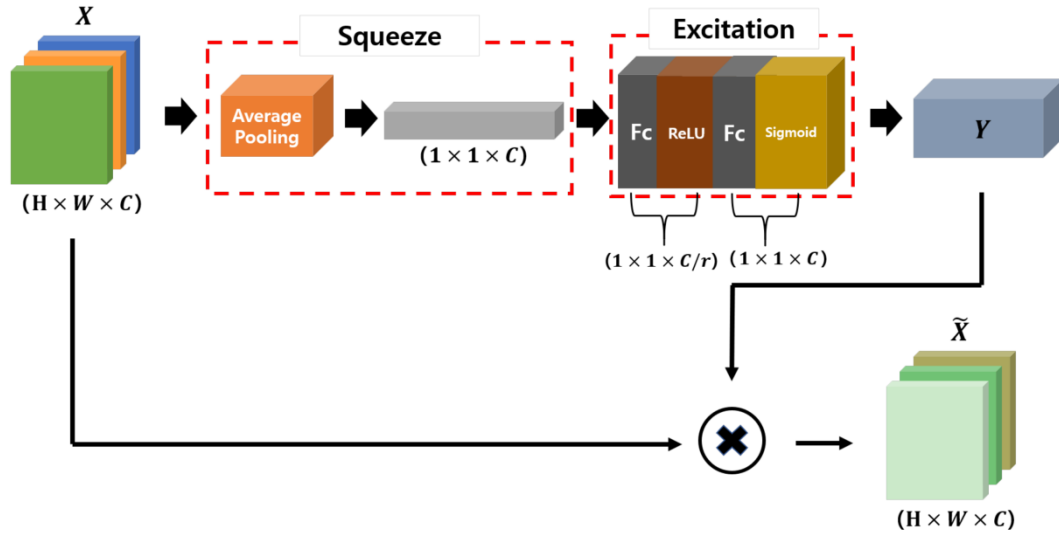 X
(H × W × C)
Squeeze
Average
Pooling
(1 × 1 × C)
Excitation
Fc
ReLU
Fc
Sigmoid
(1 × 1 × C/r)
(1 × 1 × C)
Y
X̃
(H × W × C)